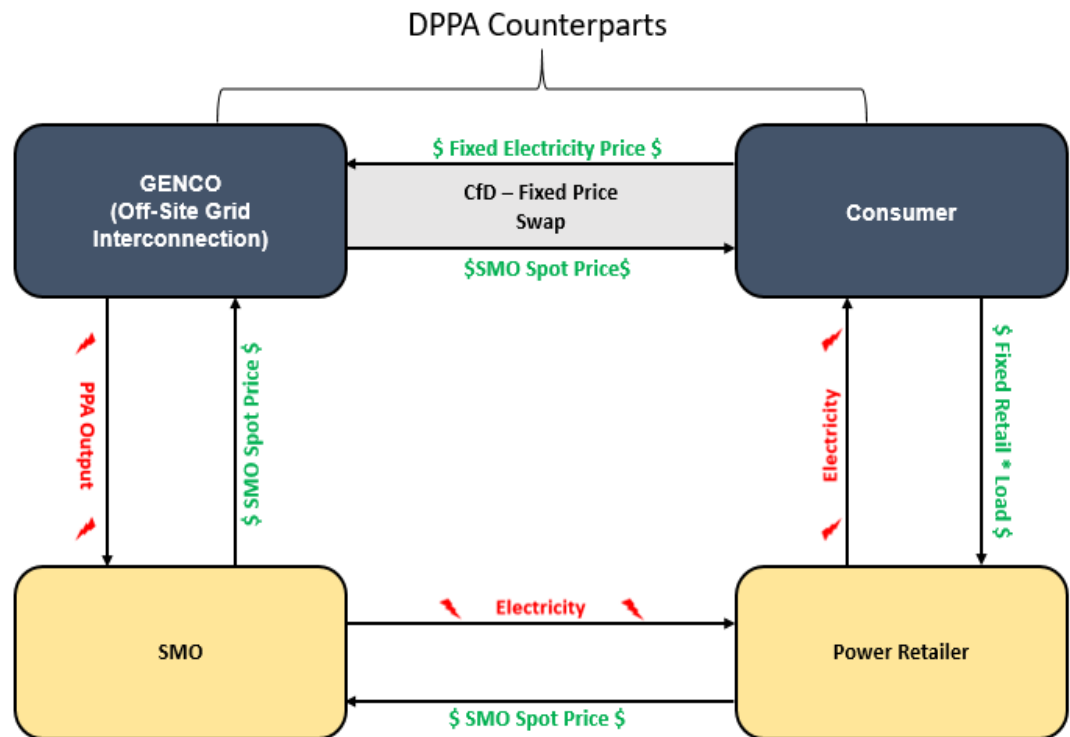 DPPA Counterparts
$ Fixed Electricity Price $
GENCO
(Off-Site Grid
Interconnection)
CfD – Fixed Price
Swap
Consumer
$SMO Spot Price$
PPA Output
$ SMO Spot Price $
Electricity
$ Fixed Retail * Load $
Electricity
SMO
Power Retailer
$ SMO Spot Price $